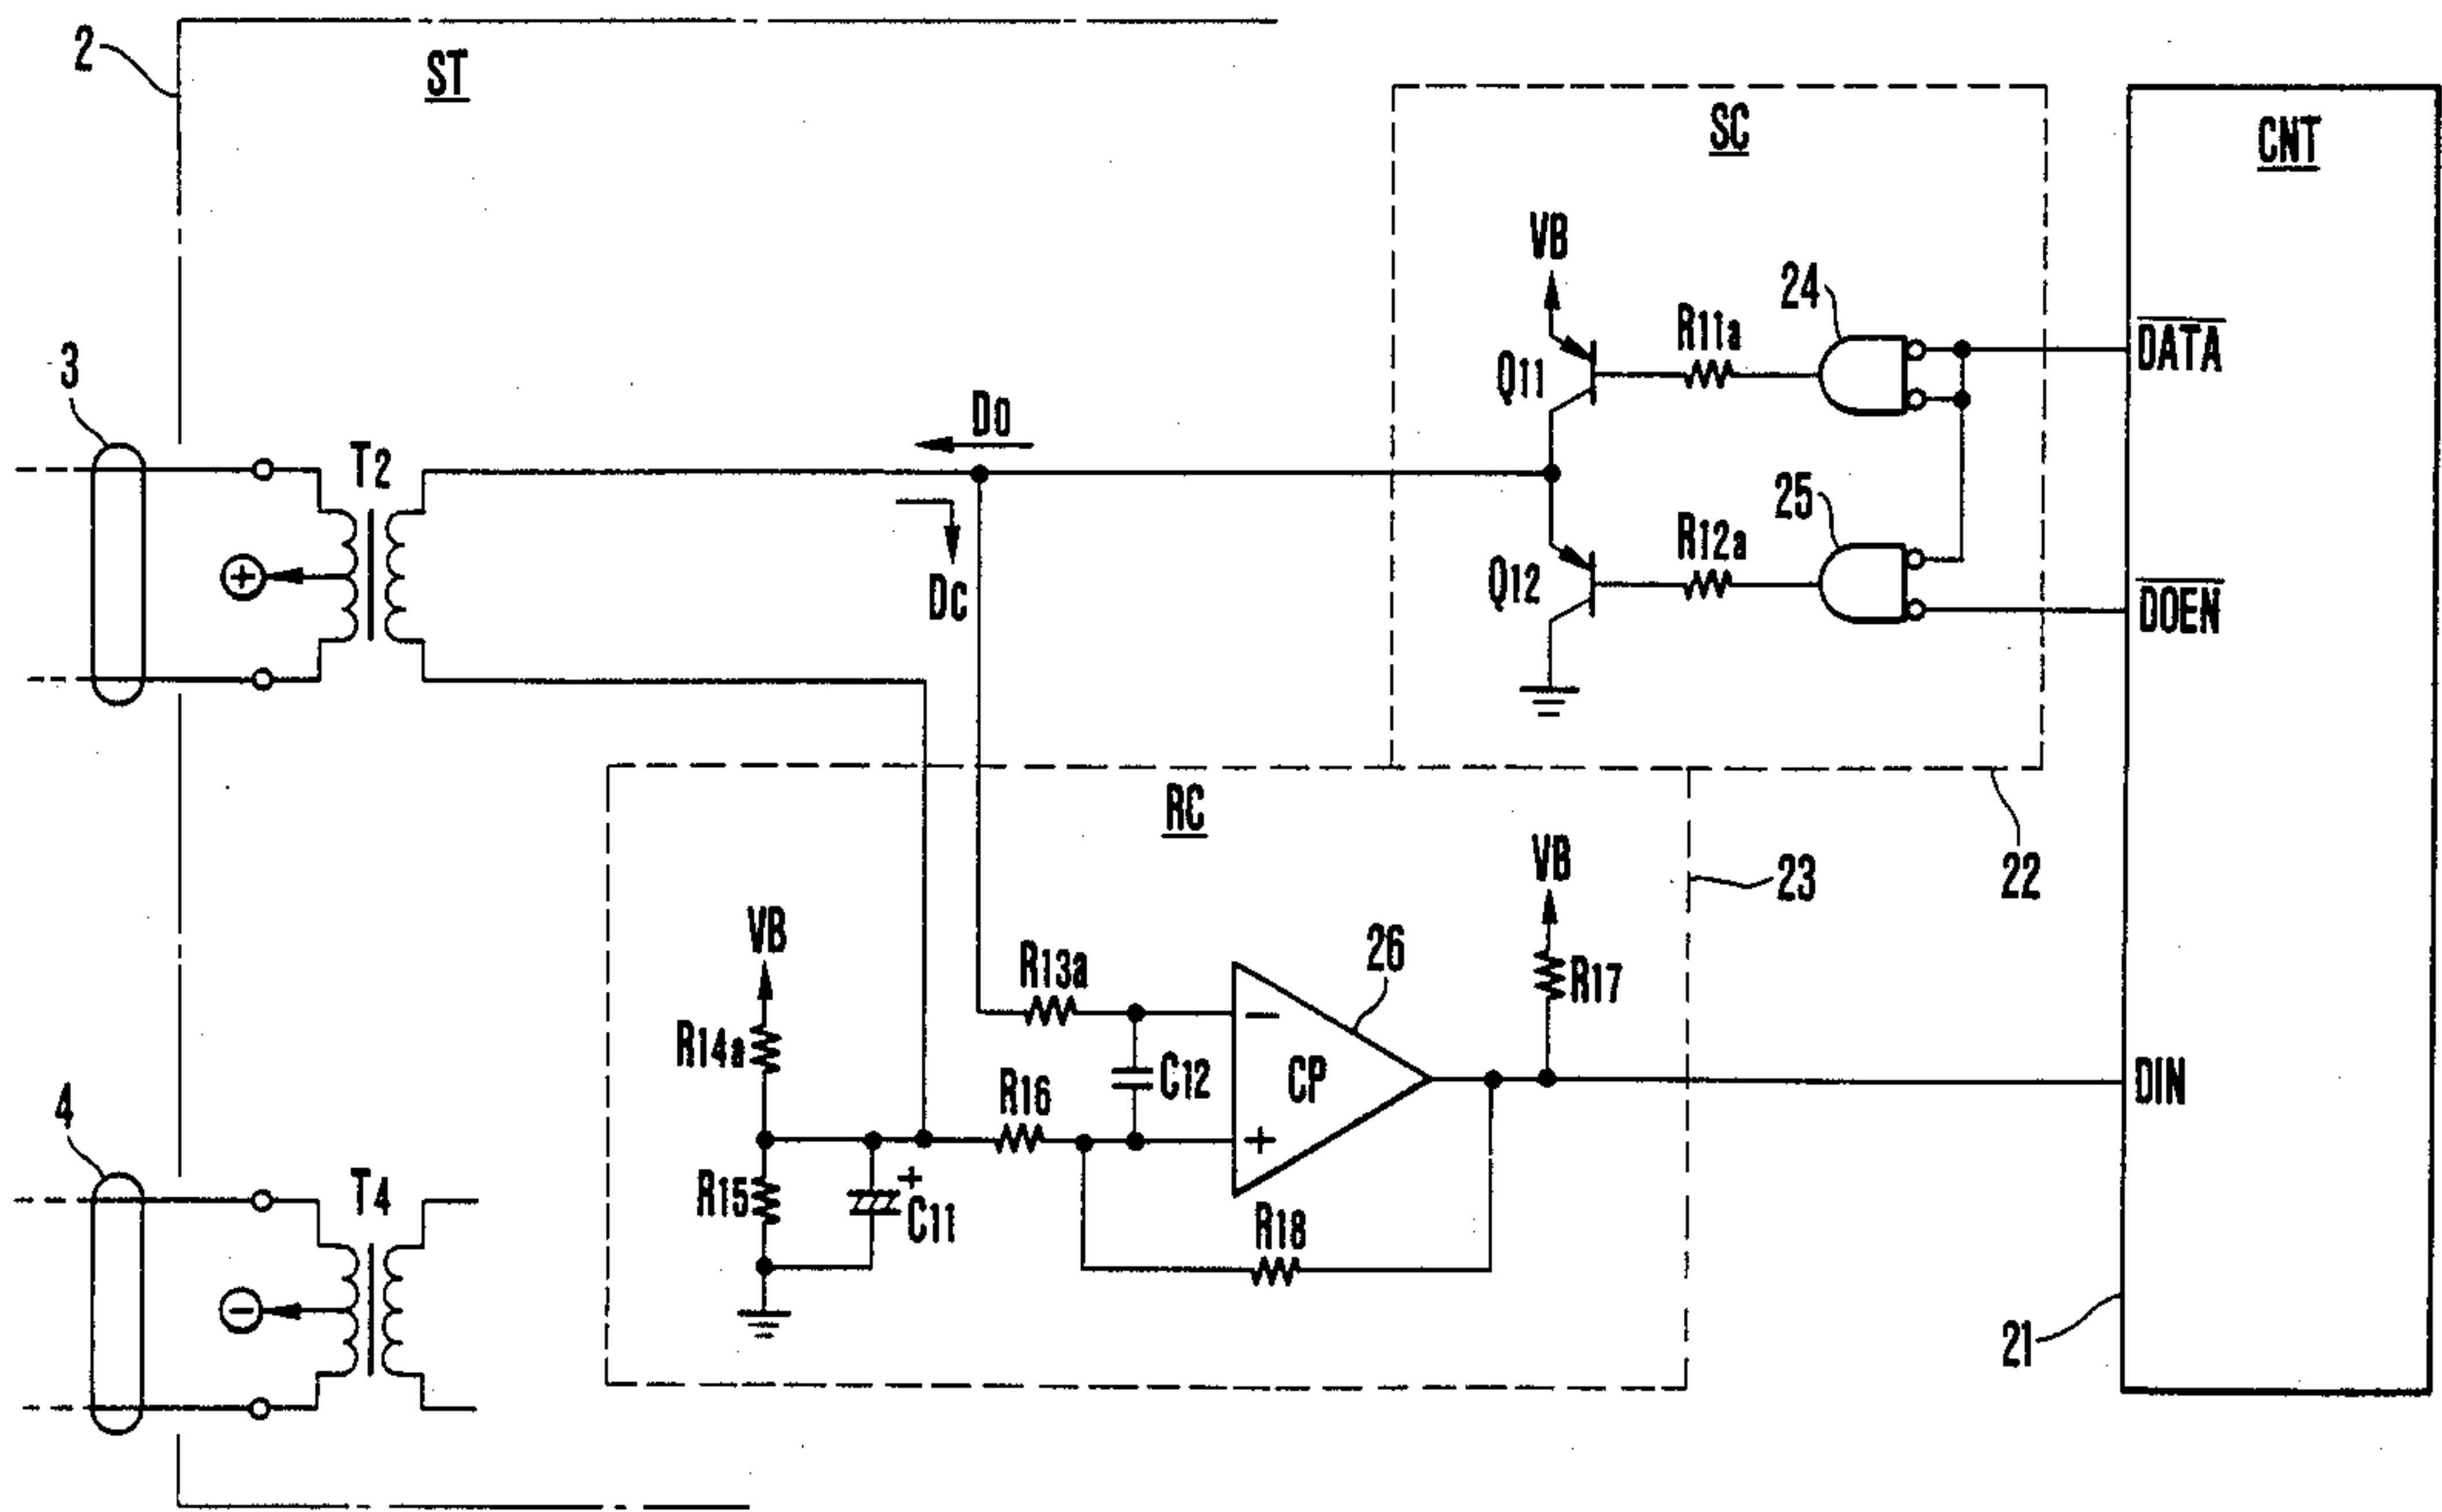 2
ST
SC
CNT
VB
24
R11a
Q11
DATA
3
Do
T2
25
R12a
Q12
DOEN
+
Dc
RC
VB
23
22
VB
26
R13a
R17
R14a
−
C12
CP
DIN
R16
4
+
+
T4
R15
C11
R18
−
21